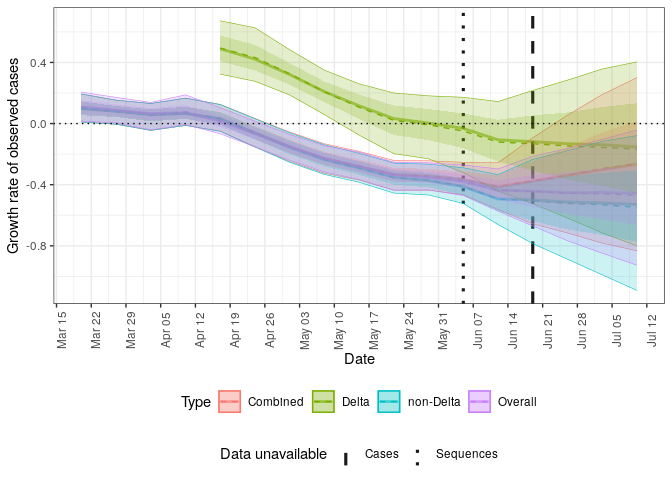 Growth rate of observed cases
0.4
0.0
-0.4
-0.8
Mar 15
Mar 22
Mar 29
Apr 05
Apr 12
Apr 19
Apr 26
May 03
May 10
May 17
May 24
May 31
Jun 07
Jun 14
Jun 21
Jun 28
Jul 05
Jul 12
Date
Type Combined Delta non-Delta Overall
Data unavailable Cases Sequences